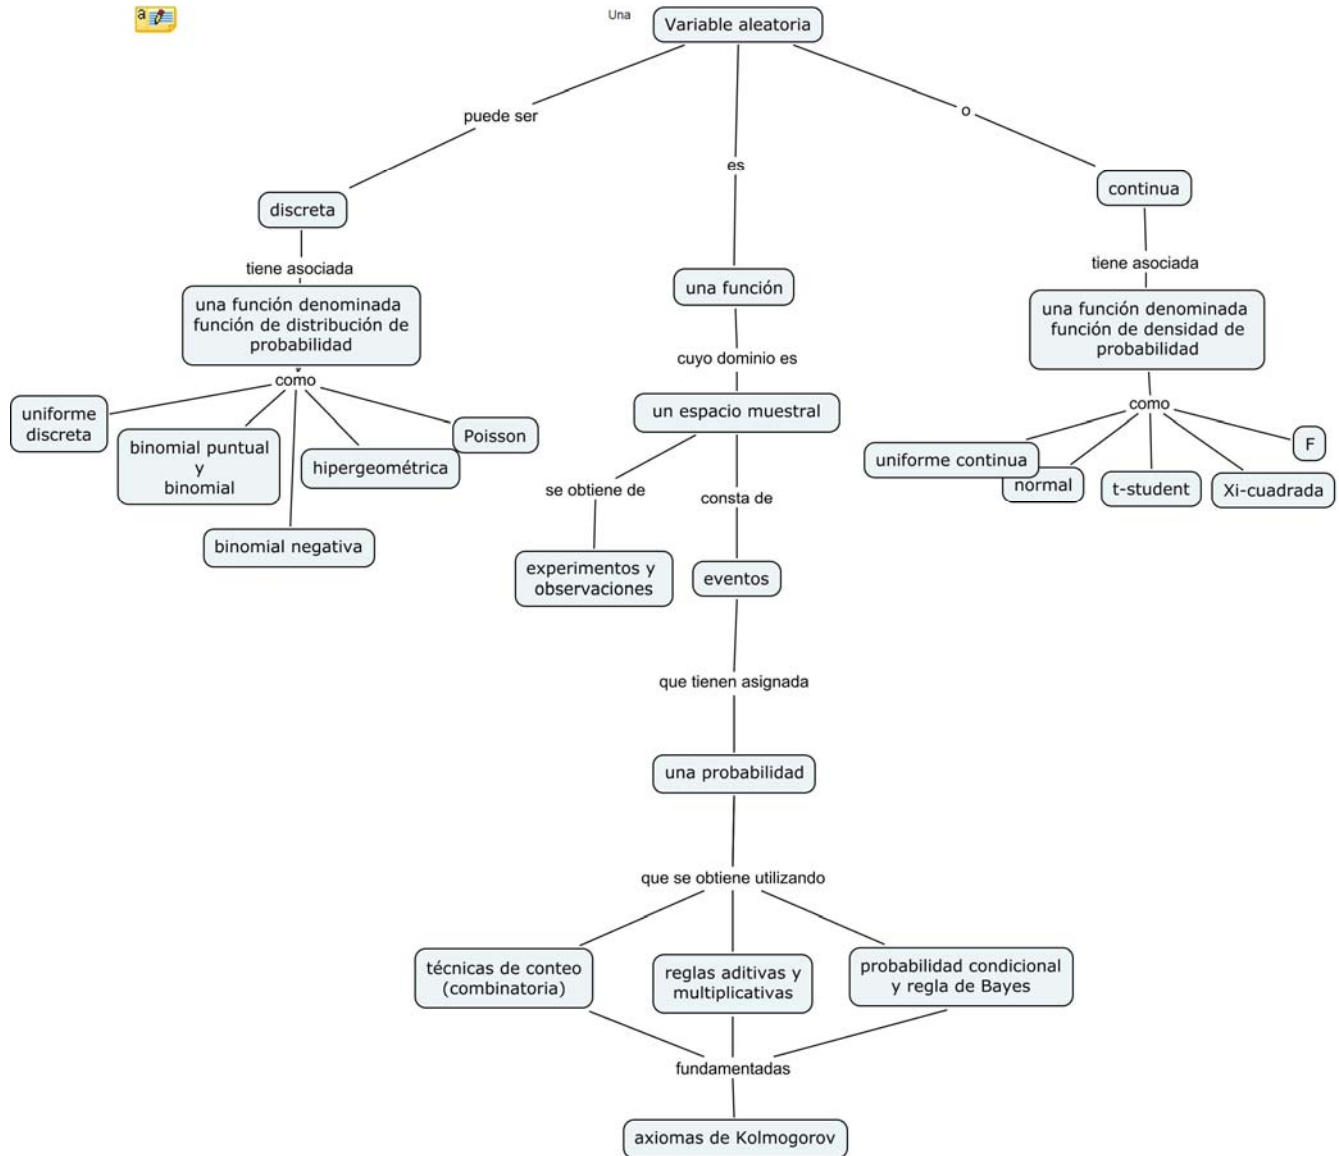 a
Una
Variable aleatoria
puede ser
es
o
discreta
tiene asociada
una función denominada
función de distribución de
probabilidad
como
uniforme
discreta
binomial puntual
y
binomial
binomial negativa
hipergeométrica
Poisson
una función
cuyo dominio es
un espacio muestral
se obtiene de
experimentos y
observaciones
consta de
eventos
que tienen asignada
una probabilidad
que se obtiene utilizando
técnicas de conteo
(combinatoria)
reglas aditivas y
multiplicativas
probabilidad condicional
y regla de Bayes
fundamentadas
axiomas de Kolmogorov
continua
tiene asociada
una función denominada
función de densidad de
probabilidad
como
uniforme continua
normal
t-student
Xi-cuadrada
F